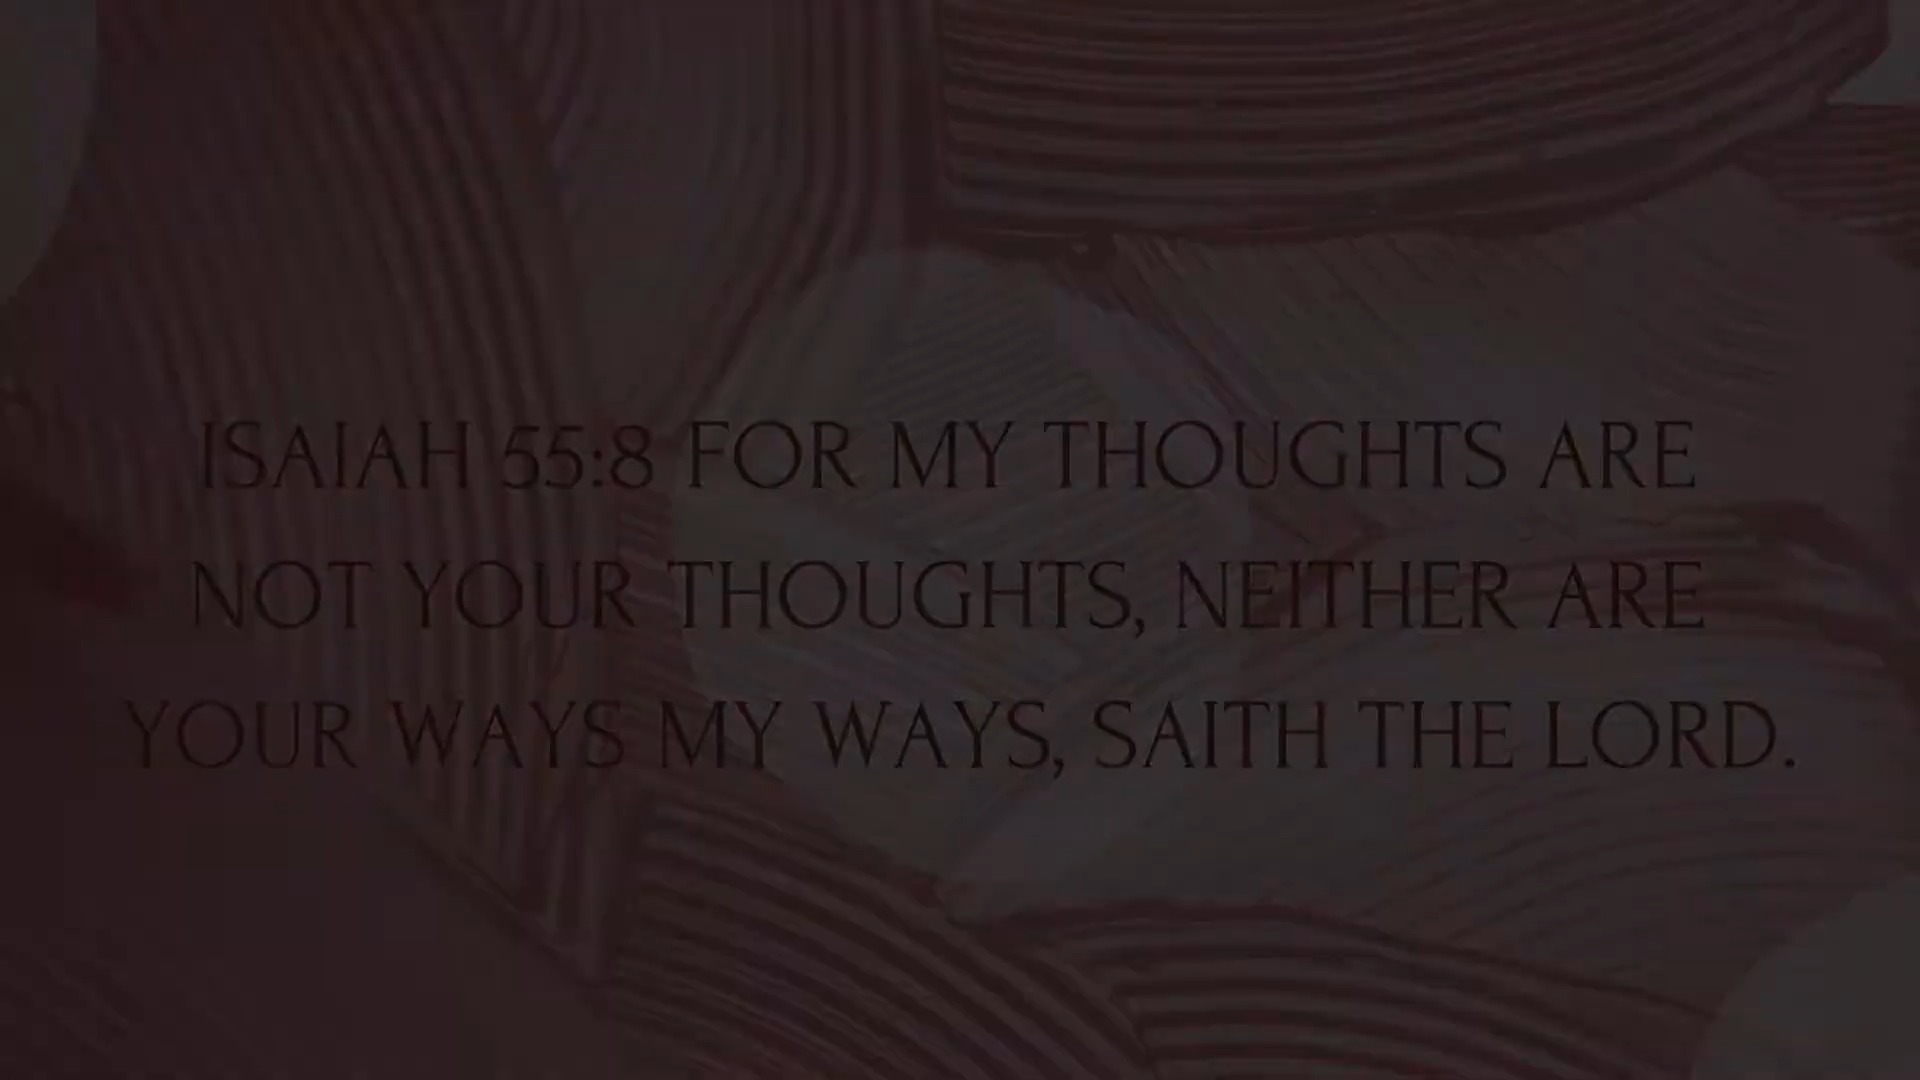 ISAIAH 55:8 FOR MY THOUGHTS ARE
NOT YOUR THOUGHTS, NEITHER ARE
YOUR WAYS MY WAYS, SAITH THE LORD.